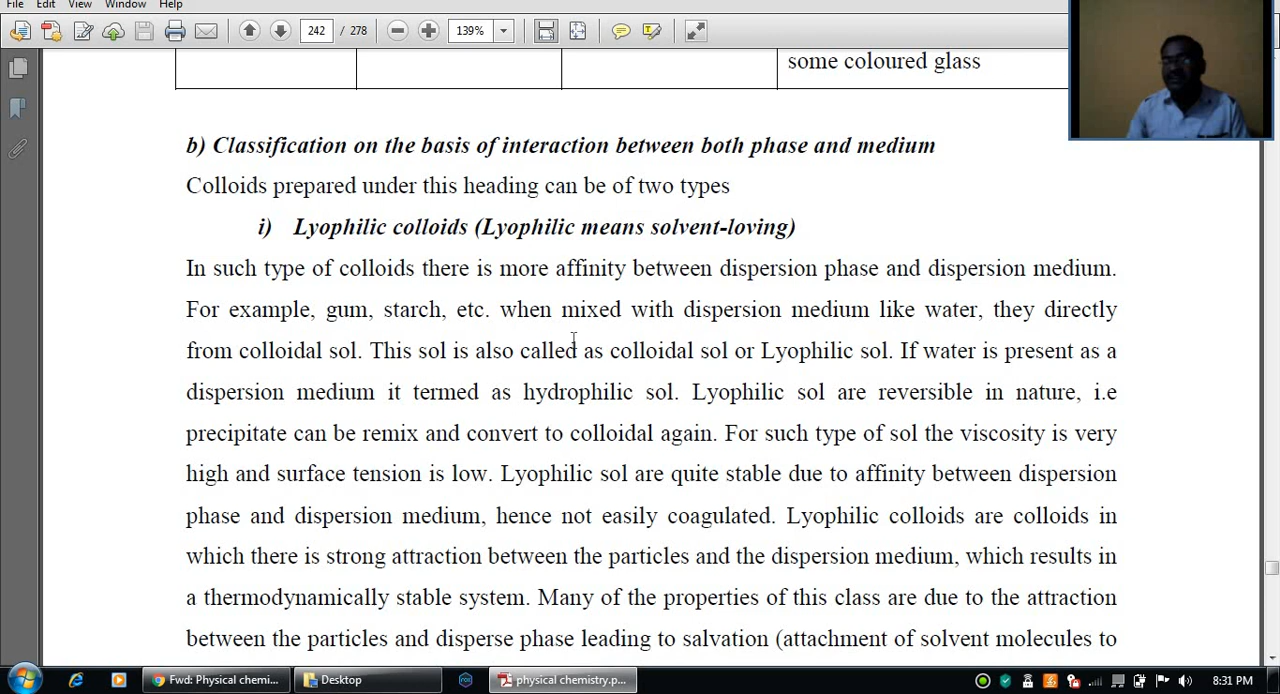 File Edit View Window Help
242 / 278 139%
some coloured glass
b) Classification on the basis of interaction between both phase and medium
Colloids prepared under this heading can be of two types
i) Lyophilic colloids (Lyophilic means solvent-loving)
In such type of colloids there is more affinity between dispersion phase and dispersion medium.
For example, gum, starch, etc. when mixed with dispersion medium like water, they directly
from colloidal sol. This sol is also called as colloidal sol or Lyophilic sol. If water is present as a
dispersion medium it termed as hydrophilic sol. Lyophilic sol are reversible in nature, i.e
precipitate can be remix and convert to colloidal again. For such type of sol the viscosity is very
high and surface tension is low. Lyophilic sol are quite stable due to affinity between dispersion
phase and dispersion medium, hence not easily coagulated. Lyophilic colloids are colloids in
which there is strong attraction between the particles and the dispersion medium, which results in
a thermodynamically stable system. Many of the properties of this class are due to the attraction
between the particles and disperse phase leading to salvation (attachment of solvent molecules to
Fwd: Physical chemi... Desktop physical chemistry.p... 8:31 PM